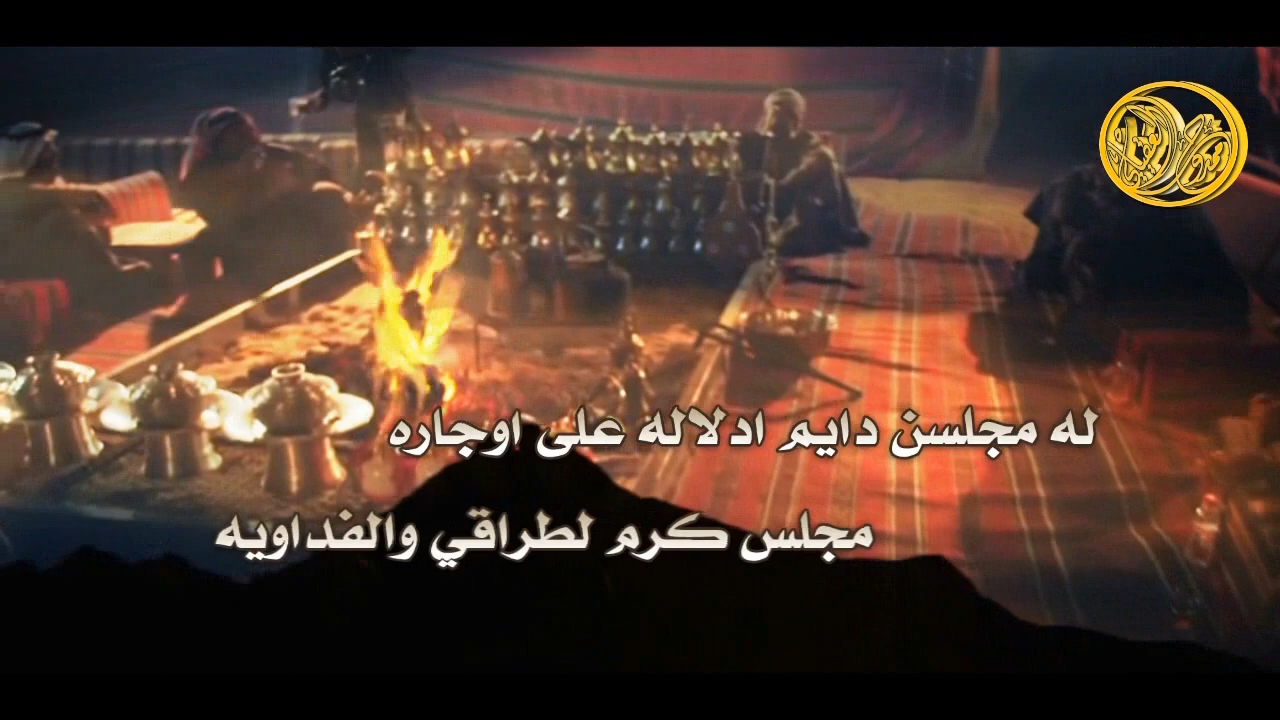 له مجلسن دايم ادلاله على اوجاره
مجلس كرم لطراقي والفداويه